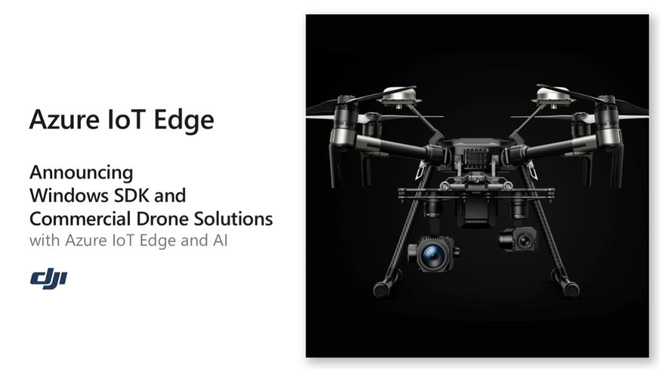 Azure IoT Edge
Announcing
Windows SDK and
Commercial Drone Solutions
with Azure IoT Edge and AI
dji